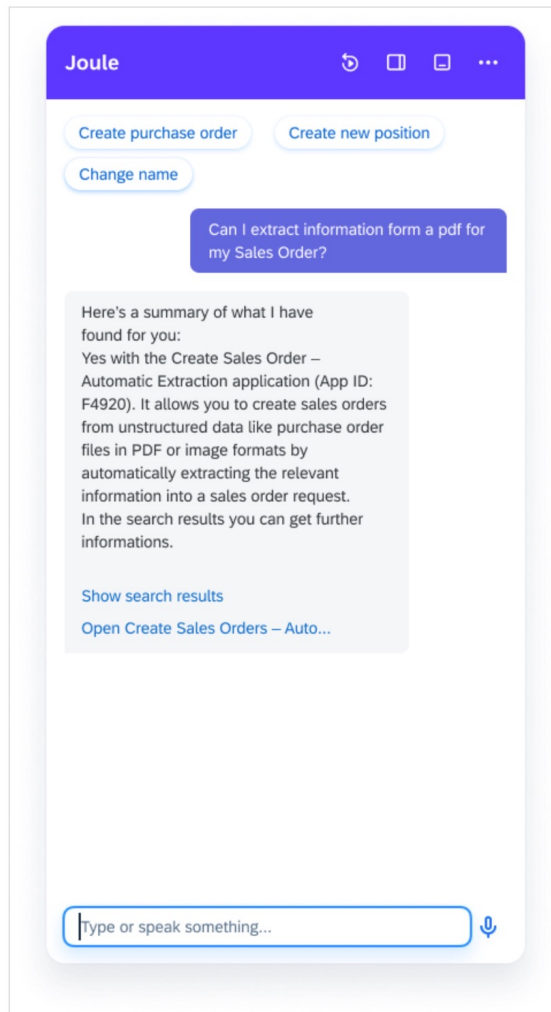 Joule
Create purchase order
Create new position
Change name
Can I extract information form a pdf for
my Sales Order?
Here's a summary of what I have
found for you:
Yes with the Create Sales Order –
Automatic Extraction application (App ID:
F4920). It allows you to create sales orders
from unstructured data like purchase order
files in PDF or image formats by
automatically extracting the relevant
information into a sales order request.
In the search results you can get further
informations.
Show search results
Open Create Sales Orders – Auto...
Type or speak something...